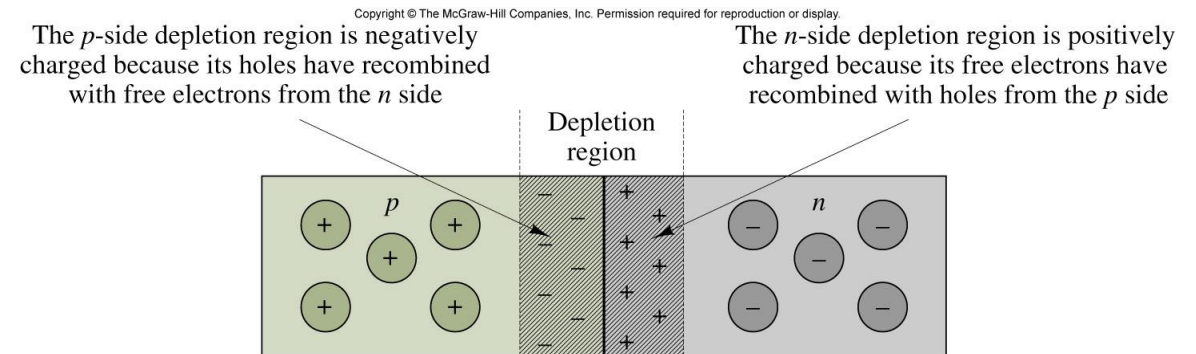 Copyright © The McGraw-Hill Companies, Inc. Permission required for reproduction or display.
The p-side depletion region is negatively
charged because its holes have recombined
with free electrons from the n side
The n-side depletion region is positively
charged because its free electrons have
recombined with holes from the p side
Depletion
region
p
n
+ + + + +
− − − − − − −
+ + + + + + +
− − − − −